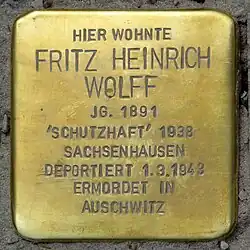 HIER WOHNTE
FRITZ HEINRICH
WOLFF
JG. 1891
'SCHUTZHAFT' 1938
SACHSENHAUSEN
DEPORTIERT 1.3.1943
ERMORDET IN
AUSCHWITZ